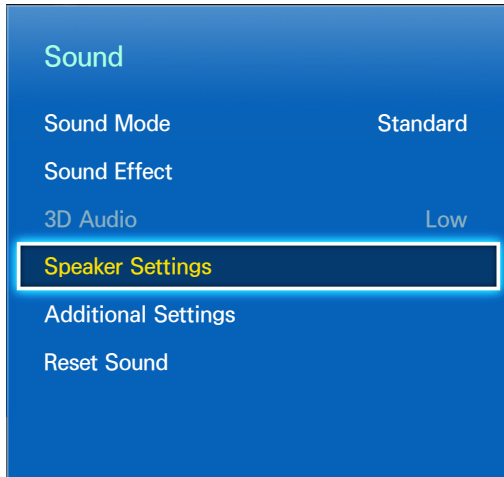 Sound
Sound Mode Standard
Sound Effect
3D Audio Low
Speaker Settings
Additional Settings
Reset Sound